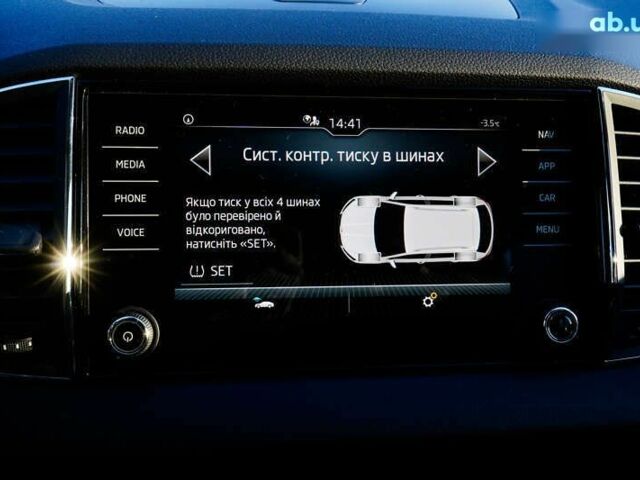 ab.u
14:41
-3.5°C
RADIO
MEDIA
PHONE
VOICE
Сист. контр. тиску в шинах
Якщо тиск у всіх 4 шинах
було перевірено й
відкориговано,
натисніть «SET».
SET
NAV
APP
CAR
MENU